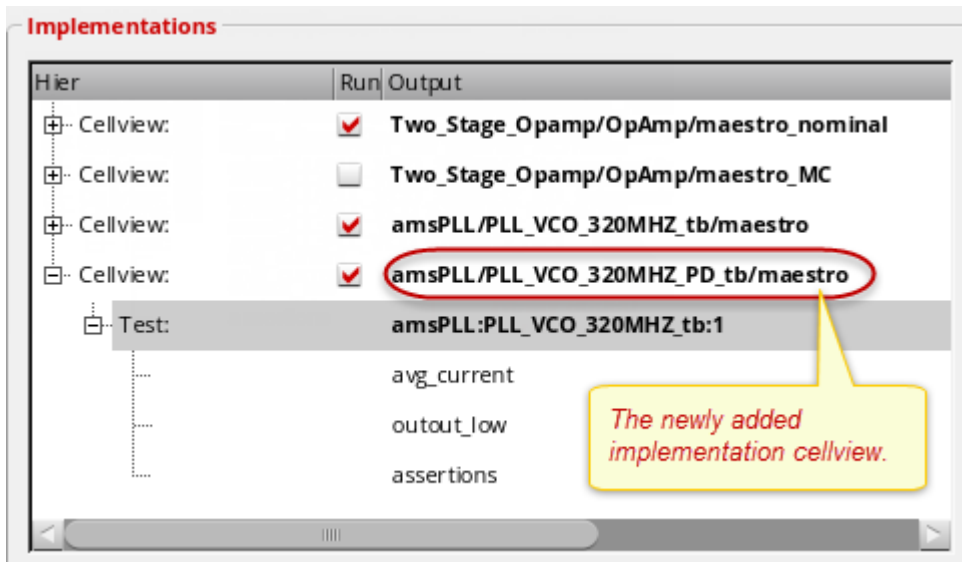 Implementations
Hier Run Output
Cellview: Two_Stage_Opamp/OpAmp/maestro_nominal
Cellview: Two_Stage_Opamp/OpAmp/maestro_MC
Cellview: amsPLL/PLL_VCO_320MHZ_tb/maestro
Cellview: amsPLL/PLL_VCO_320MHZ_PD_tb/maestro
Test: amsPLL:PLL_VCO_320MHZ_tb:1
avg_current
outout_low
assertions
The newly added
implementation cellview.